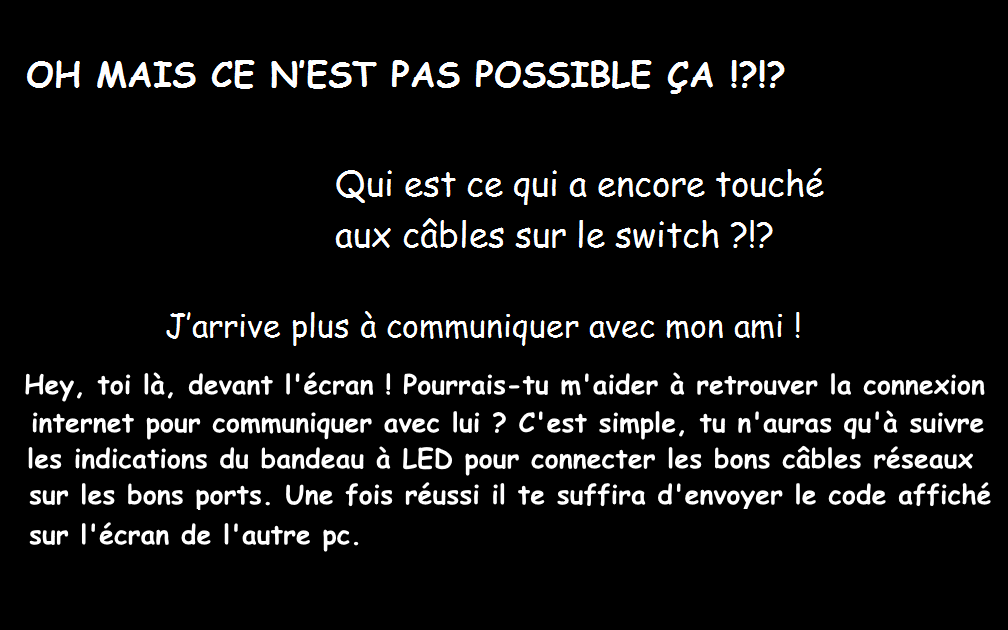 OH MAIS CE N’EST PAS POSSIBLE ÇA !?!?
Qui est ce qui a encore touché
aux câbles sur le switch ?!?
J’arrive plus à communiquer avec mon ami !
Hey, toi là, devant l'écran ! Pourrais-tu m'aider à retrouver la connexion
internet pour communiquer avec lui ? C'est simple, tu n'auras qu'à suivre
les indications du bandeau à LED pour connecter les bons câbles réseaux
sur les bons ports. Une fois réussi il te suffira d'envoyer le code affiché
sur l'écran de l'autre pc.